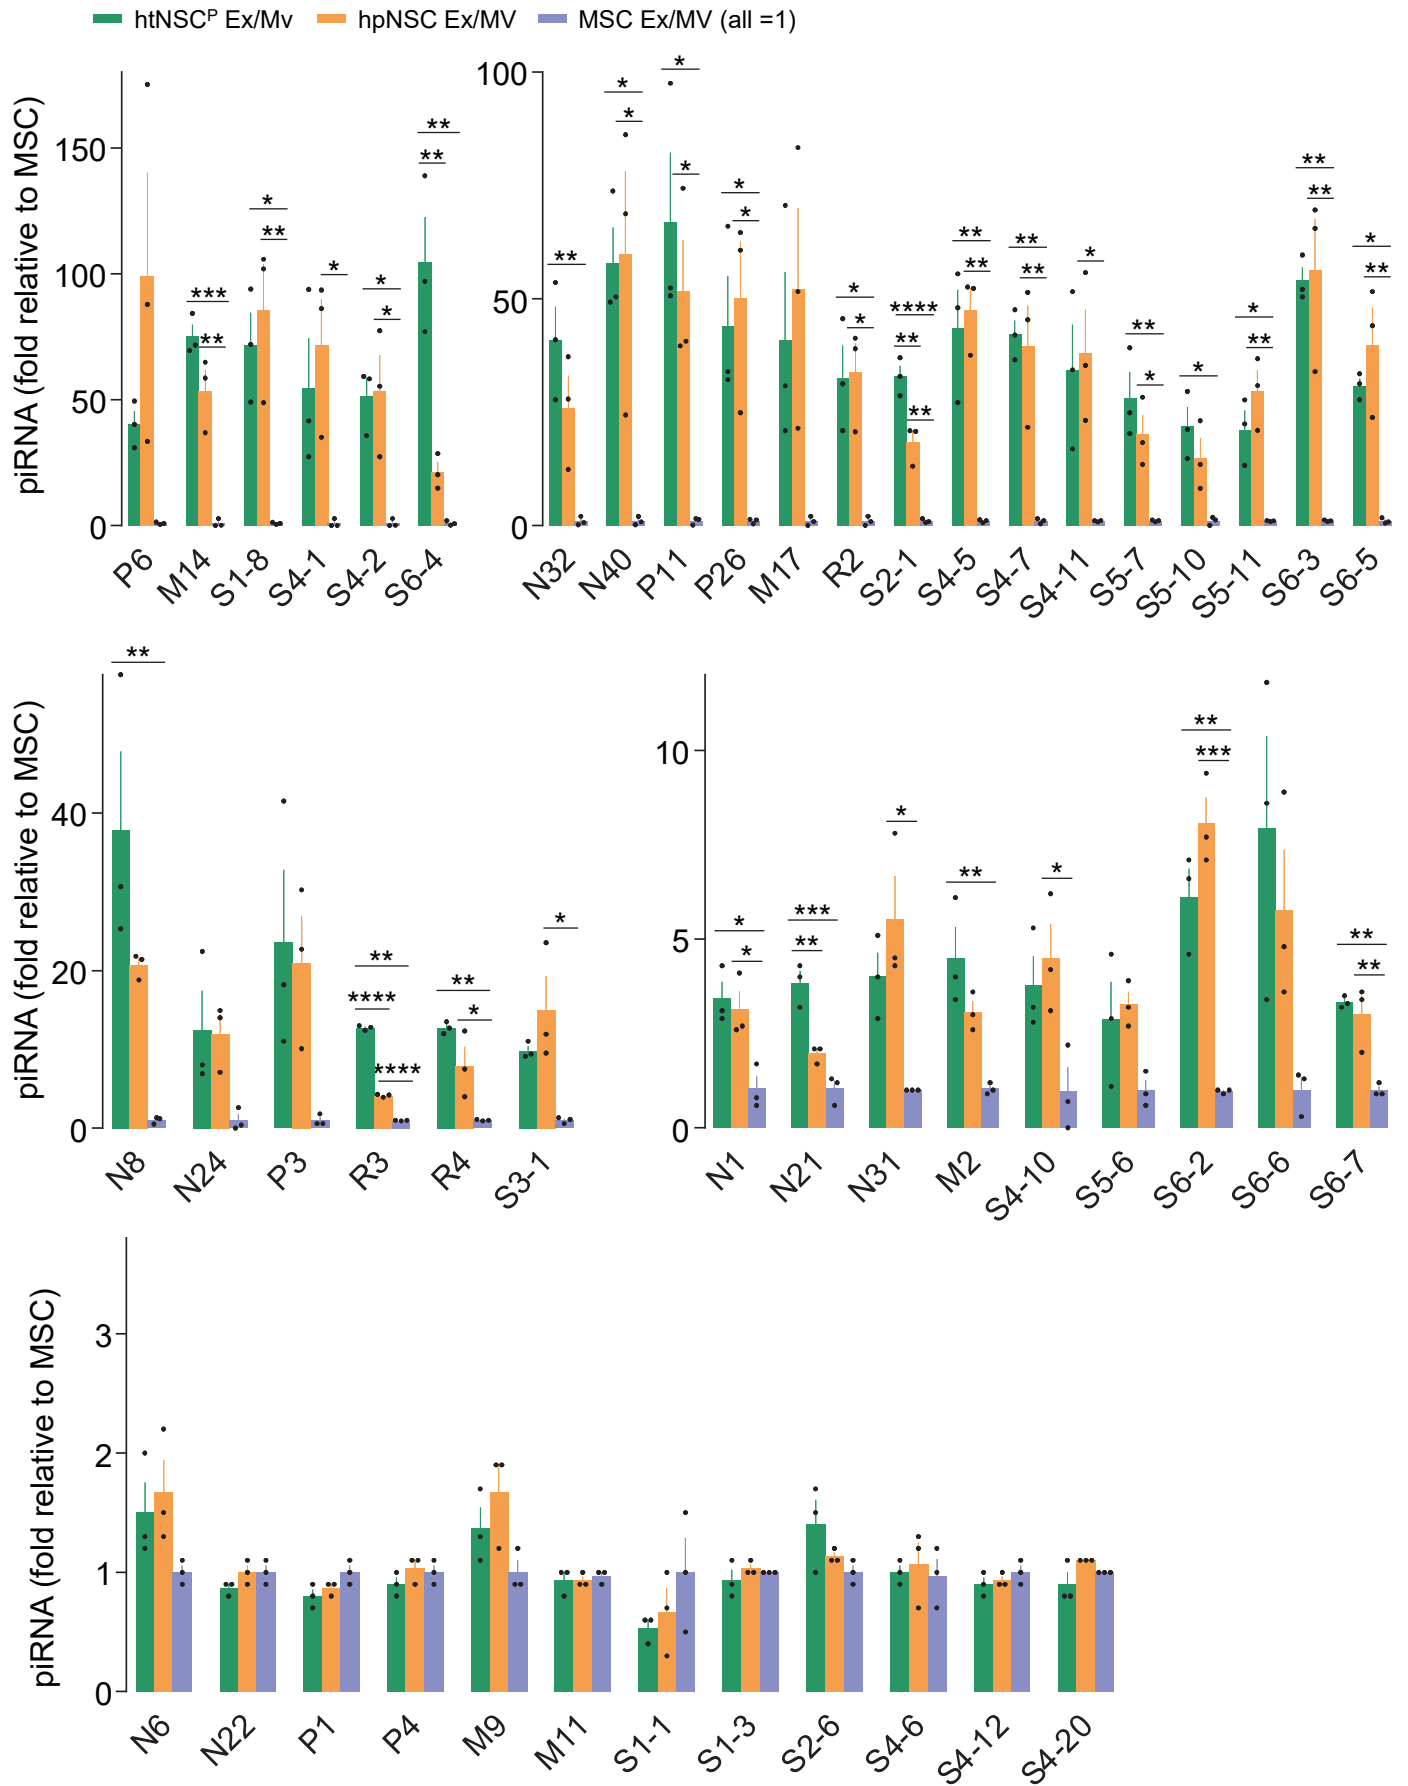 htNSCᴾ Ex/Mv hpNSC Ex/MV MSC Ex/MV (all =1)
piRNA (fold relative to MSC)
150
100
50
0
** ** * ** * * * *** **
P6 M14 S1-8 S4-1 S4-2 S6-4
100
50
0
** * * * * * * * * **** ** ** ** ** ** ** * ** * * * ** ** ** * **
N32 N40 P11 P26 M17 R2 S2-1 S4-5 S4-7 S4-11 S5-7 S5-10 S5-11 S6-3 S6-5
piRNA (fold relative to MSC)
40
20
0
** ** **** **** ** * *
N8 N24 P3 R3 R4 S3-1
10
5
0
* * *** ** * ** * ** *** ** **
N1 N21 N31 M2 S4-10 S5-6 S6-2 S6-6 S6-7
piRNA (fold relative to MSC)
3
2
1
0
N6 N22 P1 P4 M9 M11 S1-1 S1-3 S2-6 S4-6 S4-12 S4-20